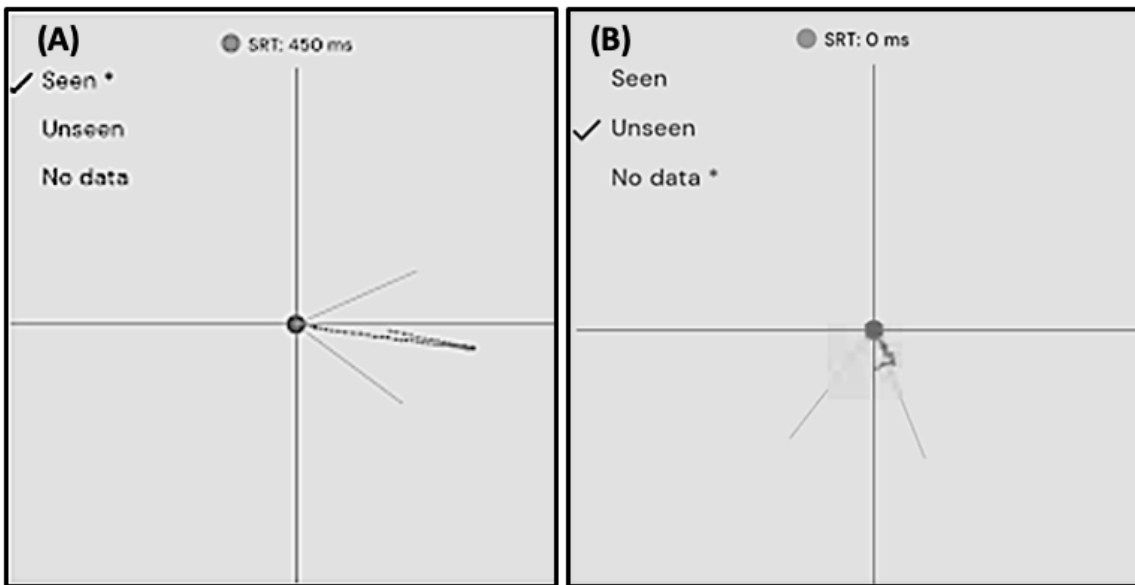 (A)
SRT: 450 ms
Seen *
Unseen
No data
(B)
SRT: 0 ms
Seen
Unseen
No data *